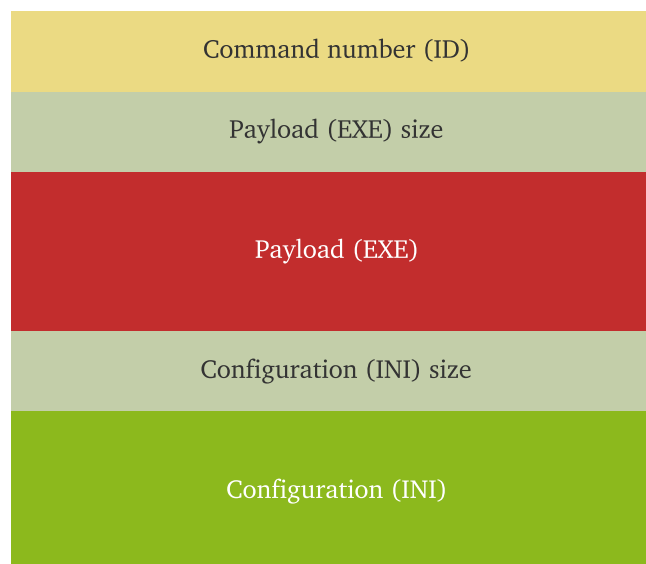 Command number (ID)
Payload (EXE) size
Payload (EXE)
Configuration (INI) size
Configuration (INI)